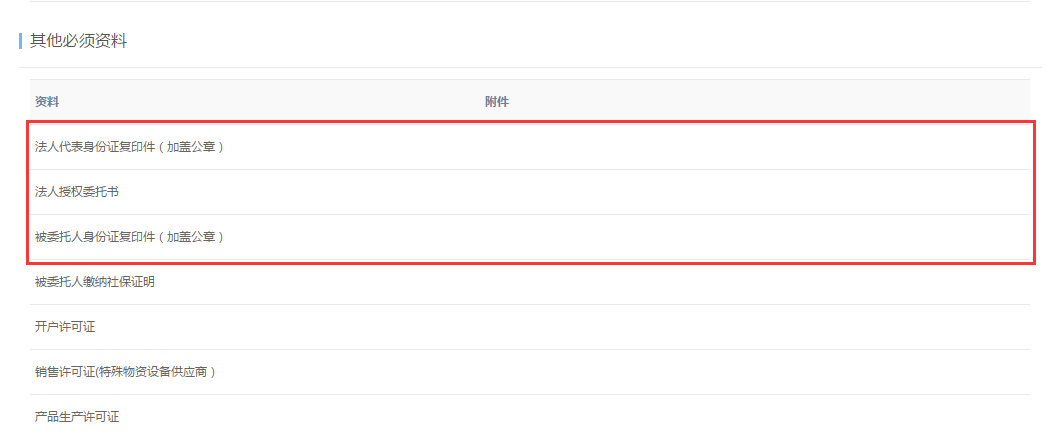 其他必须资料
资料 附件
法人代表身份证复印件（加盖公章）
法人授权委托书
被委托人身份证复印件（加盖公章）
被委托人缴纳社保证明
开户许可证
销售许可证(特殊物资设备供应商）
产品生产许可证